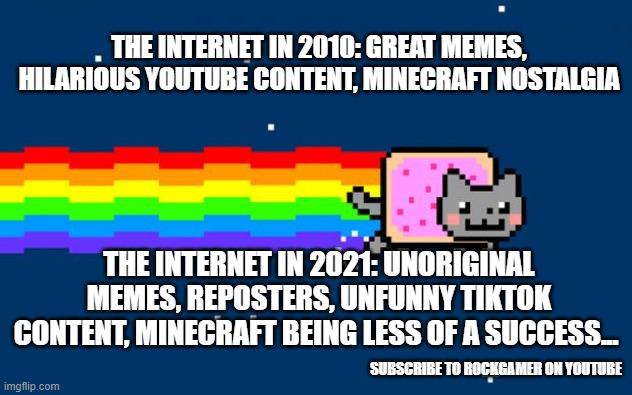 THE INTERNET IN 2010: GREAT MEMES,
HILARIOUS YOUTUBE CONTENT, MINECRAFT NOSTALGIA
THE INTERNET IN 2021: UNORIGINAL
MEMES, REPOSTERS, UNFUNNY TIKTOK
CONTENT, MINECRAFT BEING LESS OF A SUCCESS...
SUBSCRIBE TO ROCKGAMER ON YOUTUBE
imgflip.com